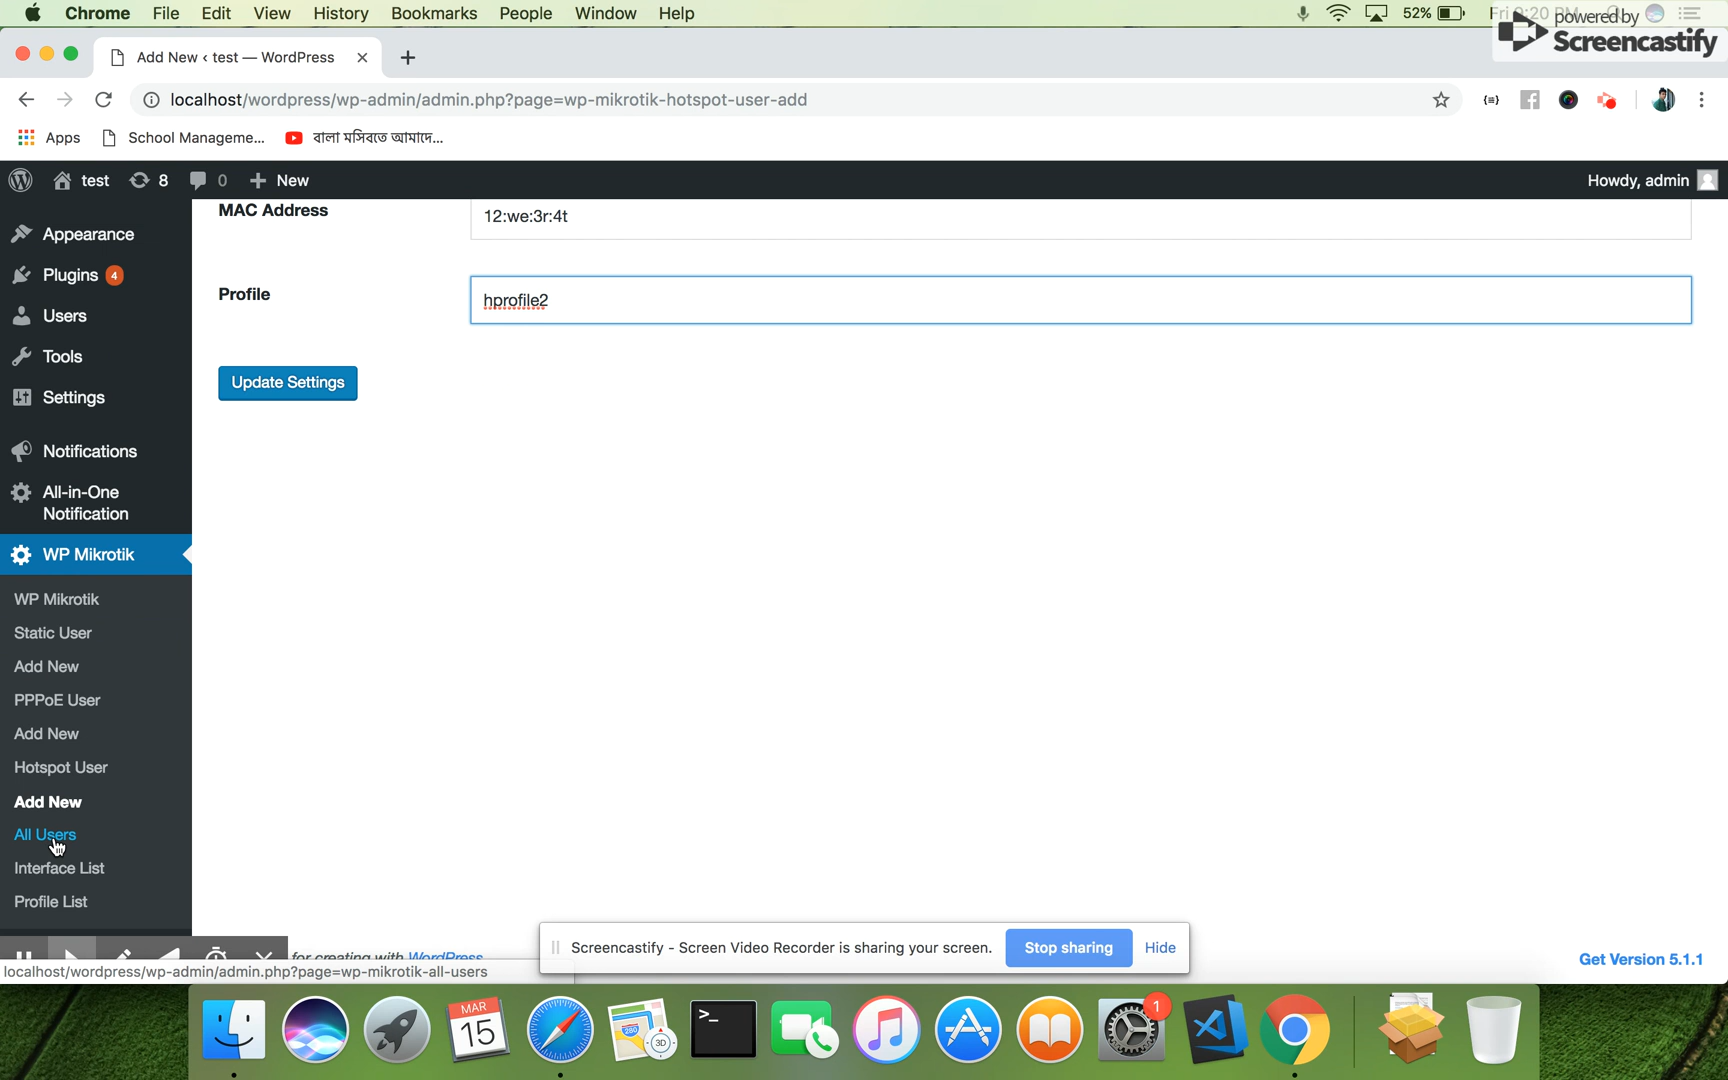 Chrome File Edit View History Bookmarks People Window Help
52%
powered by
Screencastify
Add New ‹ test — WordPress
localhost/wordpress/wp-admin/admin.php?page=wp-mikrotik-hotspot-user-add
Apps School Manageme... বালা মসিবতে আমাদে...
test 8 0 New
Howdy, admin
MAC Address
12:we:3r:4t
Appearance
Plugins 4
Users
Tools
Settings
Notifications
All-in-One
Notification
WP Mikrotik
WP Mikrotik
Static User
Add New
PPPoE User
Add New
Hotspot User
Add New
All Users
Interface List
Profile List
Profile
hprofile2
Update Settings
for creating with WordPress
Get Version 5.1.1
Screencastify - Screen Video Recorder is sharing your screen. Stop sharing Hide
localhost/wordpress/wp-admin/admin.php?page=wp-mikrotik-all-users
MAR
15
280
3D
1